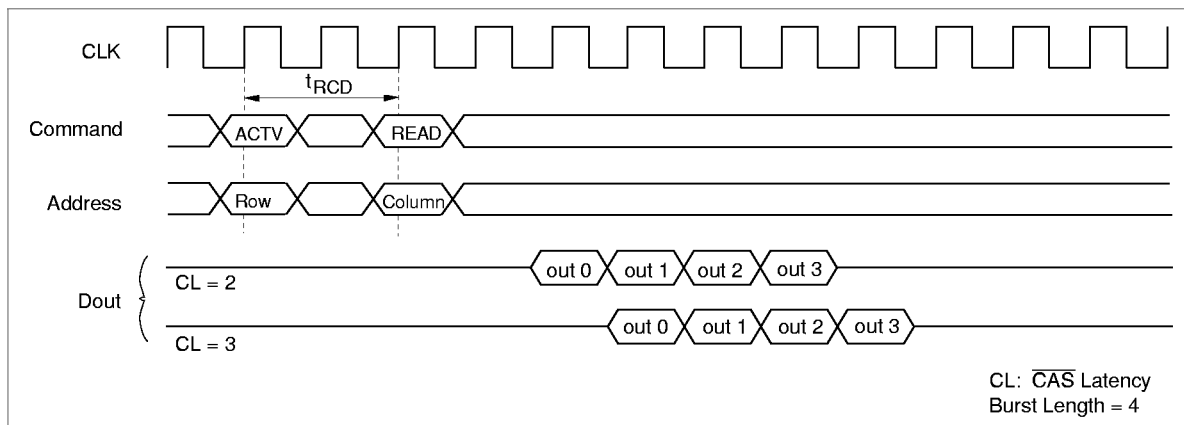 CLK
tRCD
Command
ACTV
READ
Address
Row
Column
Dout
out 0 out 1 out 2 out 3
CL = 2
out 0 out 1 out 2 out 3
CL = 3
CL: CAS Latency
Burst Length = 4